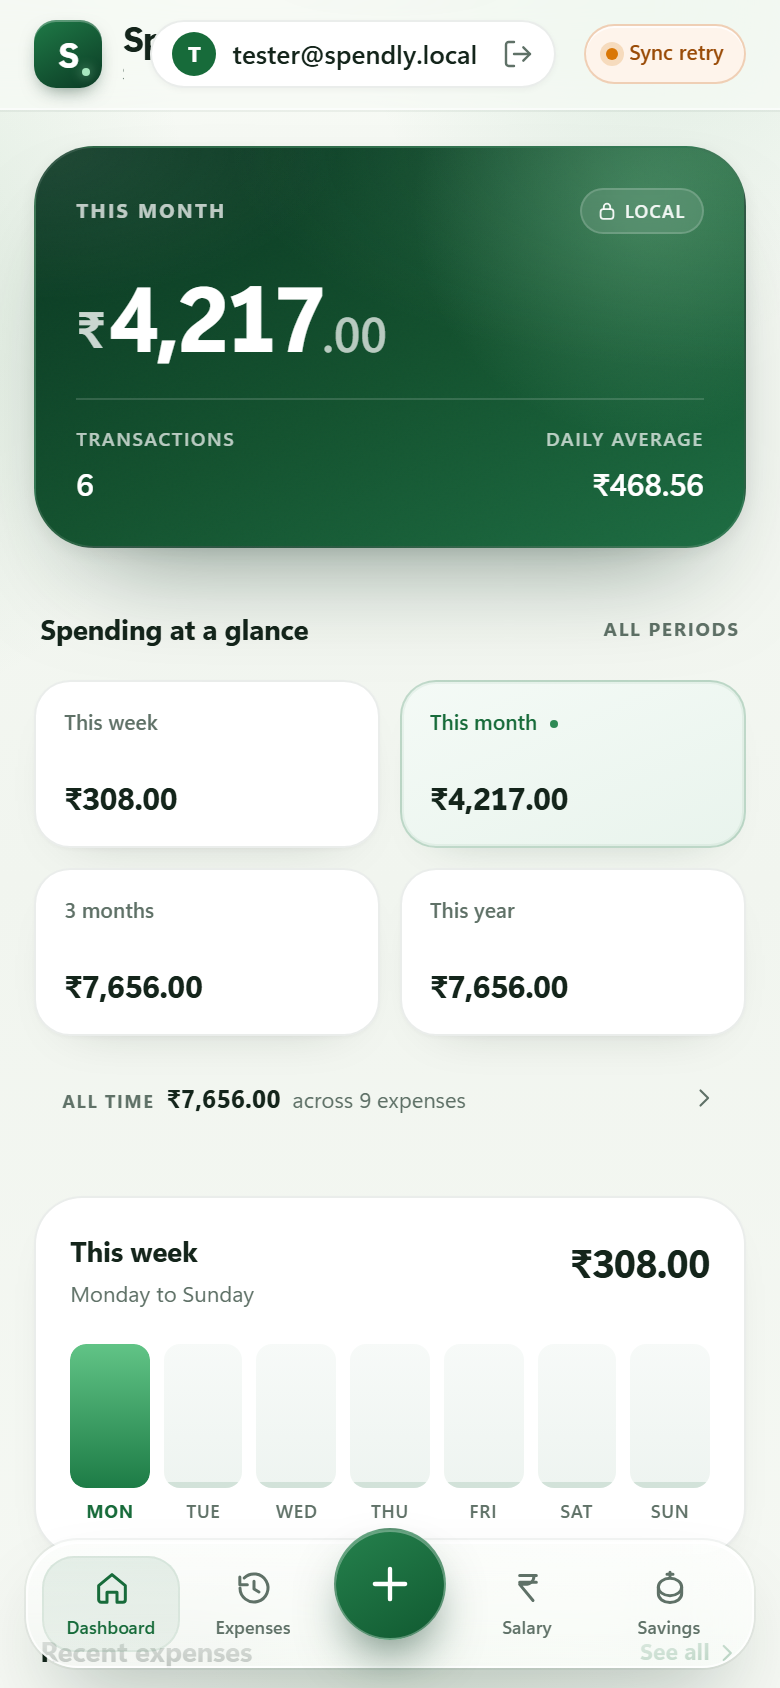 S
Sp
T
tester@spendly.local
Sync retry
THIS MONTH
LOCAL
₹4,217.00
TRANSACTIONS
DAILY AVERAGE
6
₹468.56
Spending at a glance
ALL PERIODS
This week
This month
₹308.00
₹4,217.00
3 months
This year
₹7,656.00
₹7,656.00
ALL TIME ₹7,656.00 across 9 expenses
This week
₹308.00
Monday to Sunday
MON TUE WED THU FRI SAT SUN
Dashboard
Expenses
Salary
Savings
Recent expenses
See all